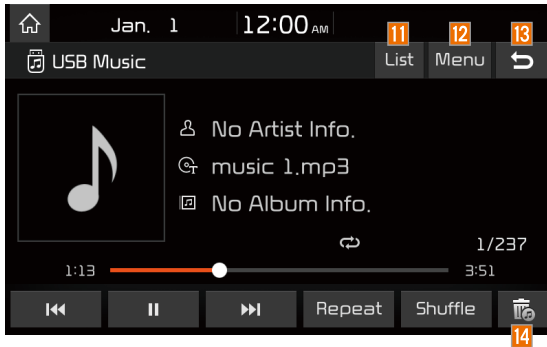 Jan. 1 12:00 AM
11 12 13
USB Music List Menu
No Artist Info.
music 1.mp3
No Album Info.
1/237
1:13 3:51
Repeat Shuffle
14